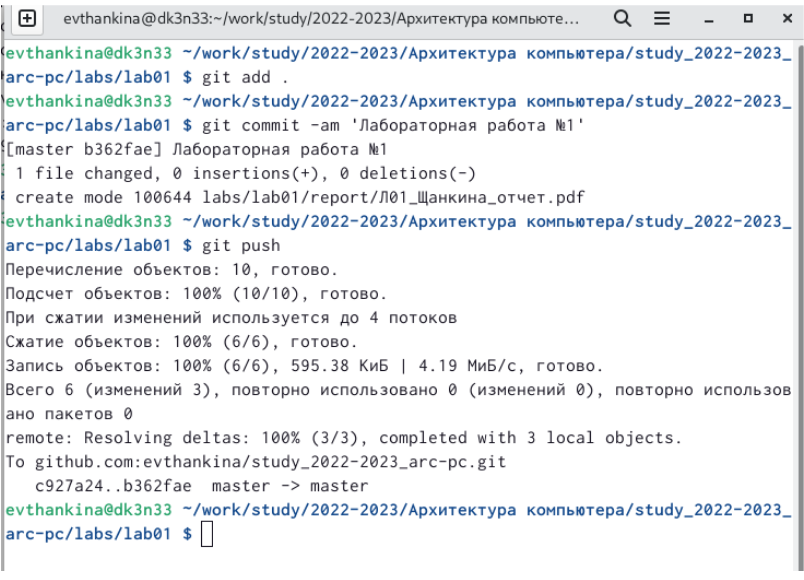 evthankina@dk3n33:~/work/study/2022-2023/Архитектура компьюте...
evthankina@dk3n33 ~/work/study/2022-2023/Архитектура компьютера/study_2022-2023_
arc-pc/labs/lab01 $ git add .
evthankina@dk3n33 ~/work/study/2022-2023/Архитектура компьютера/study_2022-2023_
arc-pc/labs/lab01 $ git commit -am 'Лабораторная работа №1'
[master b362fae] Лабораторная работа №1
1 file changed, 0 insertions(+), 0 deletions(-)
create mode 100644 labs/lab01/report/Л01_Щанкина_отчет.pdf
evthankina@dk3n33 ~/work/study/2022-2023/Архитектура компьютера/study_2022-2023_
arc-pc/labs/lab01 $ git push
Перечисление объектов: 10, готово.
Подсчет объектов: 100% (10/10), готово.
При сжатии изменений используется до 4 потоков
Сжатие объектов: 100% (6/6), готово.
Запись объектов: 100% (6/6), 595.38 КиБ | 4.19 МиБ/с, готово.
Всего 6 (изменений 3), повторно использовано 0 (изменений 0), повторно использов
ано пакетов 0
remote: Resolving deltas: 100% (3/3), completed with 3 local objects.
To github.com:evthankina/study_2022-2023_arc-pc.git
c927a24..b362fae master -> master
evthankina@dk3n33 ~/work/study/2022-2023/Архитектура компьютера/study_2022-2023_
arc-pc/labs/lab01 $